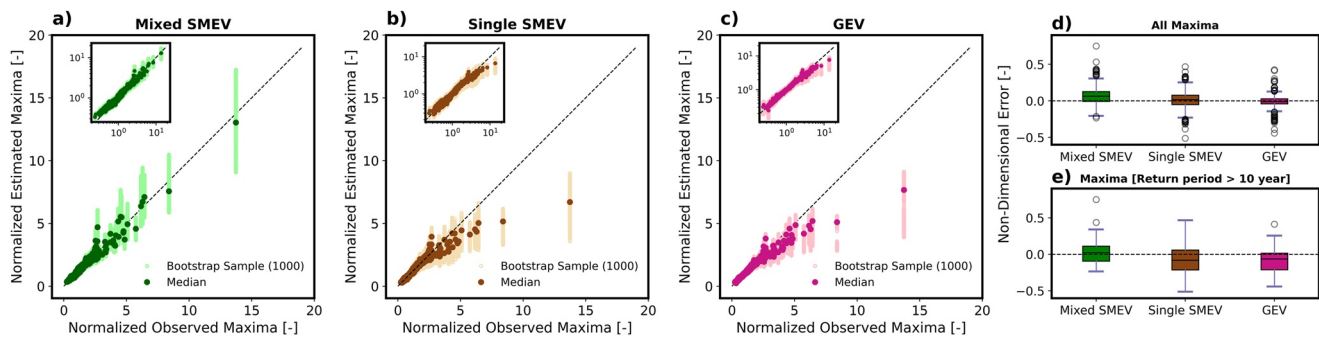 a) Mixed SMEV
Normalized Estimated Maxima [-]
20
15
10
5
0
10¹
10⁰
10⁰ 10¹
Bootstrap Sample (1000)
Median
0 5 10 15 20
Normalized Observed Maxima [-]
b) Single SMEV
Normalized Estimated Maxima [-]
20
15
10
5
0
10¹
10⁰
10⁰ 10¹
Bootstrap Sample (1000)
Median
0 5 10 15 20
Normalized Observed Maxima [-]
c) GEV
Normalized Estimated Maxima [-]
20
15
10
5
0
10¹
10⁰
10⁰ 10¹
Bootstrap Sample (1000)
Median
0 5 10 15 20
Normalized Observed Maxima [-]
d) All Maxima
Non-Dimensional Error [-]
0.5
0.0
−0.5
Mixed SMEV Single SMEV GEV
e) Maxima [Return period > 10 year]
0.5
0.0
−0.5
Mixed SMEV Single SMEV GEV